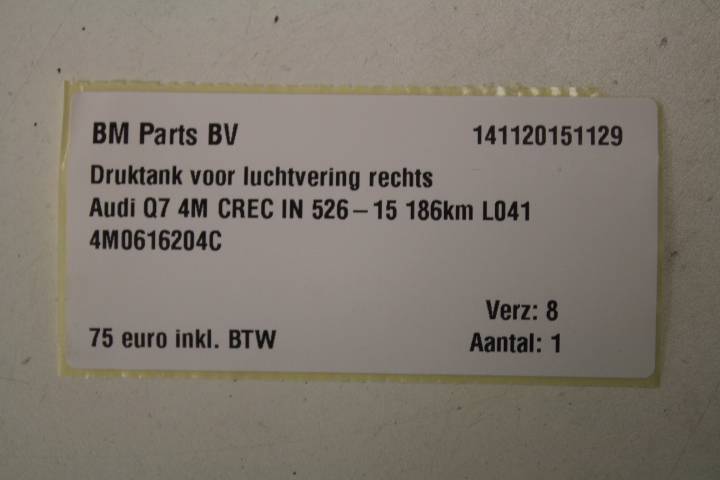 BM Parts BV 141120151129
Druktank voor luchtvering rechts
Audi Q7 4M CREC IN 526-15 186km L041
4M0616204C
Verz: 8
75 euro inkl. BTW Aantal: 1